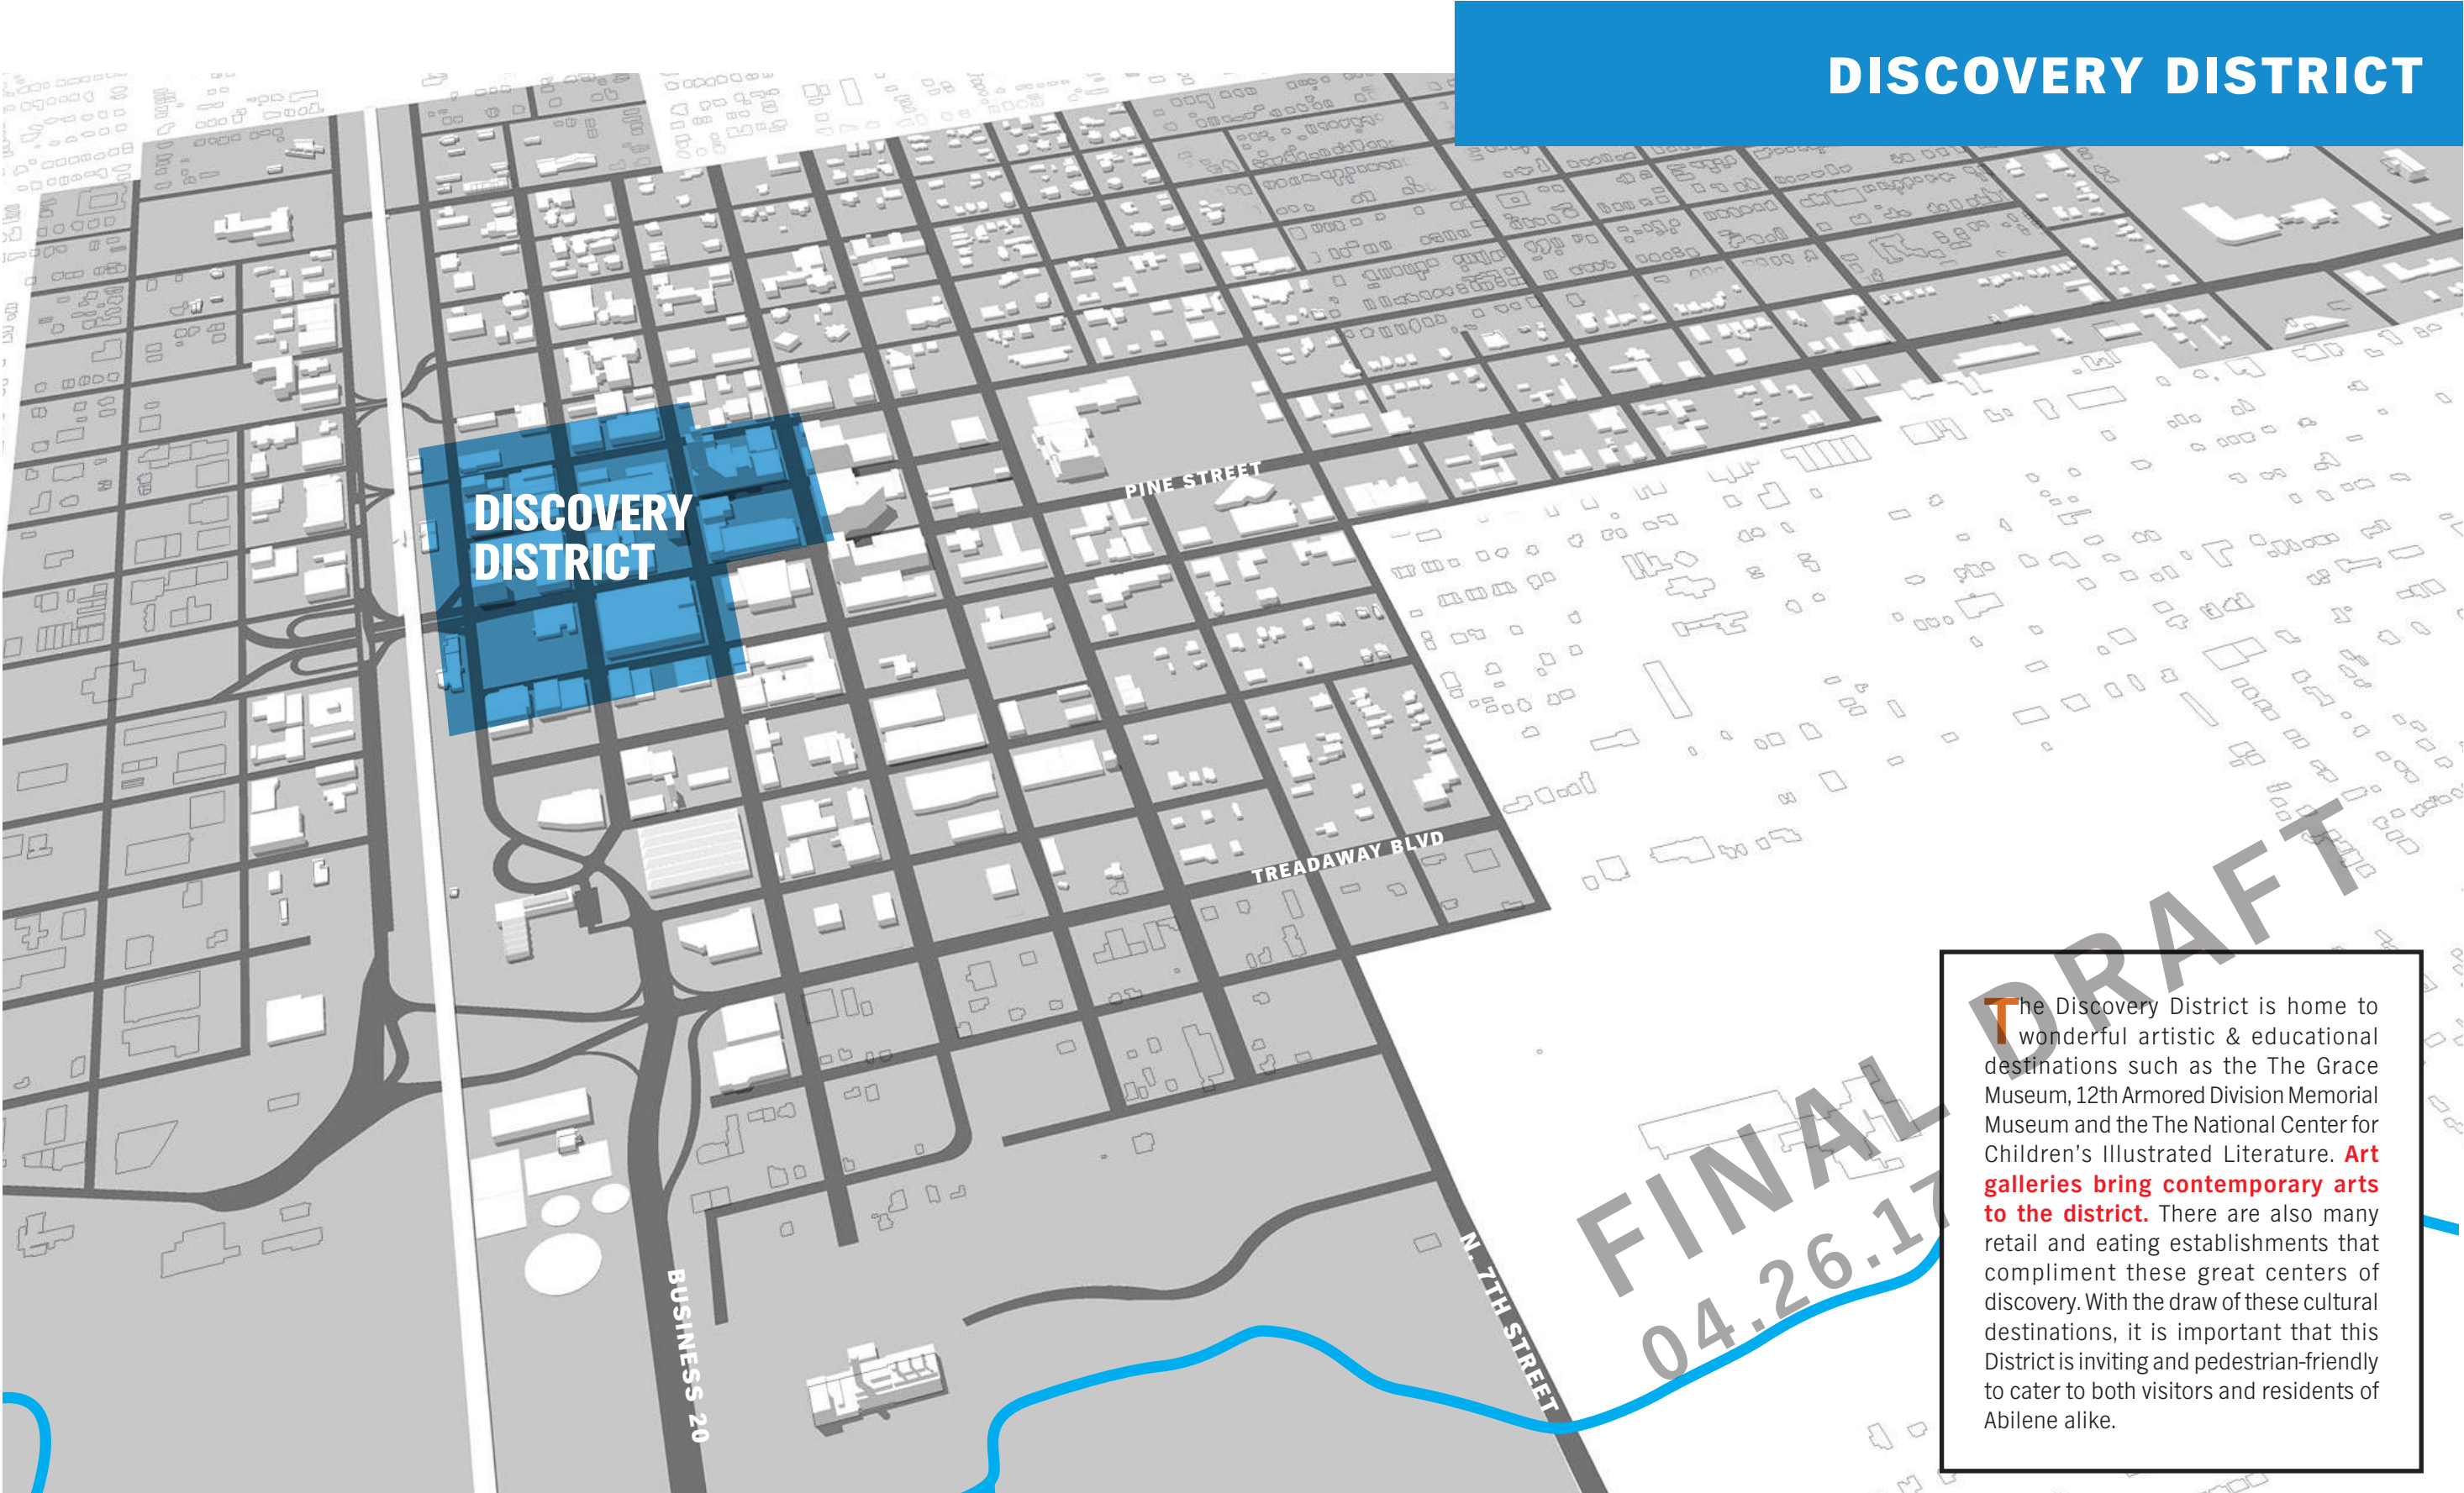 DISCOVERY DISTRICT
DISCOVERY
DISTRICT
PINE STREET
TREADAWAY BLVD
BUSINESS 20
N. 7TH STREET
FINAL DRAFT
04.26.17
The Discovery District is home to
wonderful artistic & educational
destinations such as the The Grace
Museum, 12th Armored Division Memorial
Museum and the The National Center for
Children's Illustrated Literature. Art
galleries bring contemporary arts
to the district. There are also many
retail and eating establishments that
compliment these great centers of
discovery. With the draw of these cultural
destinations, it is important that this
District is inviting and pedestrian-friendly
to cater to both visitors and residents of
Abilene alike.